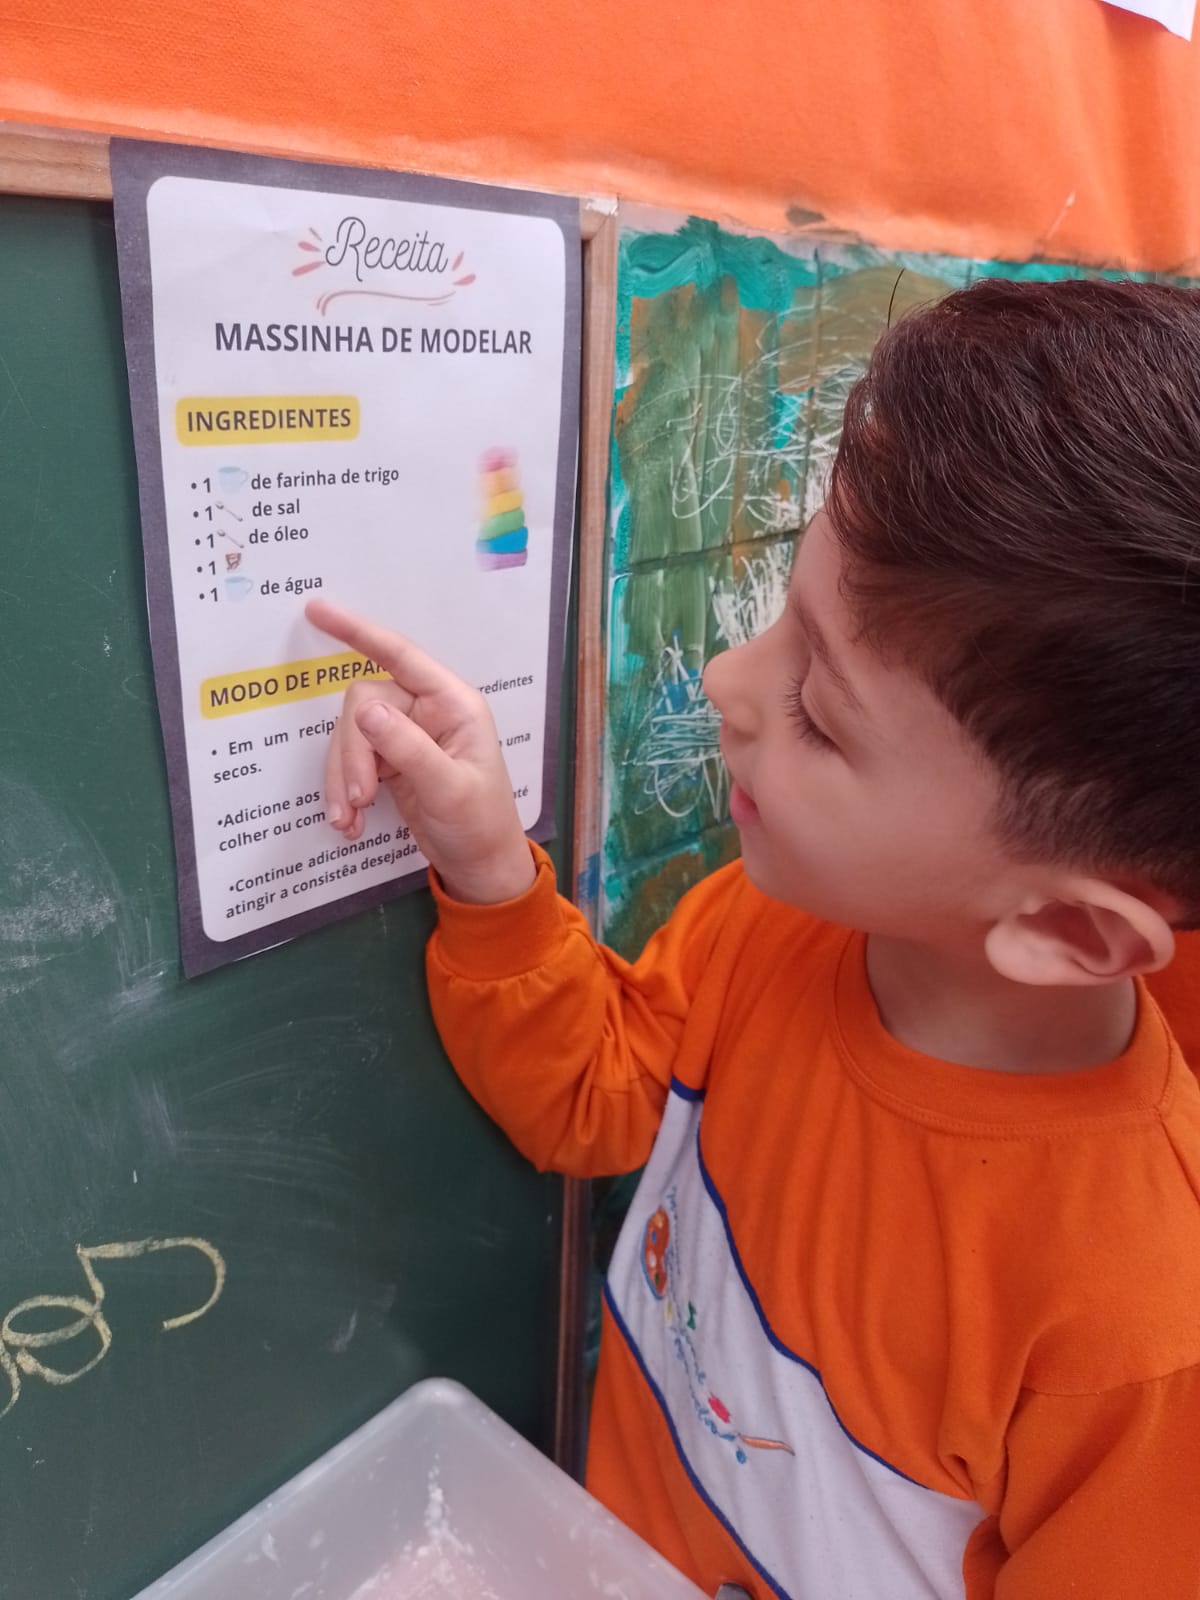 Receita
MASSINHA DE MODELAR
INGREDIENTES
• 1 de farinha de trigo
• 1 de sal
• 1 de óleo
• 1
• 1 de água
MODO DE PREPAR
• Em um recip redientes
secos.
•Adicione aos uma
colher ou com até
•Continue adicionando ág
atingir a consistêa desejada